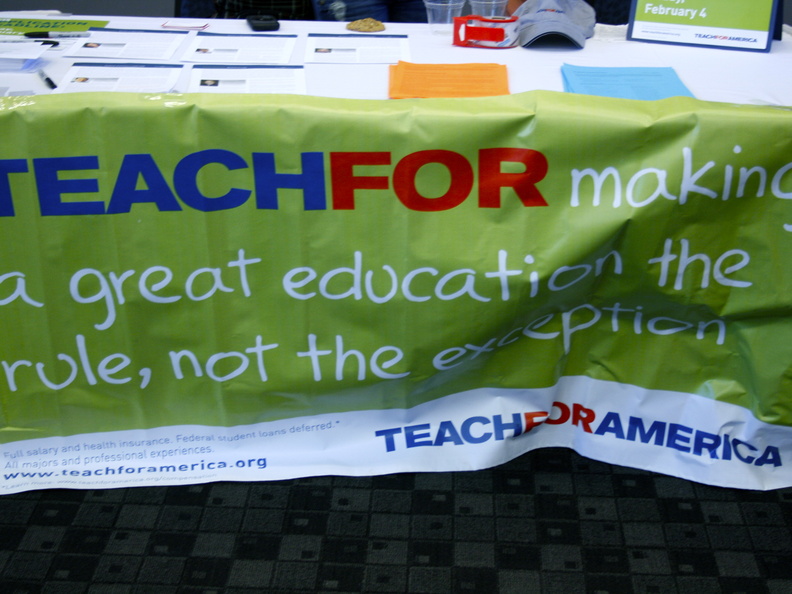 February 4
TEACHFORAMERICA
TEACHFOR making
a great education the
rule, not the exception
Full salary and health insurance. Federal student loans deferred.*
All majors and professional experiences.
www.teachforamerica.org
TEACHFORAMERICA